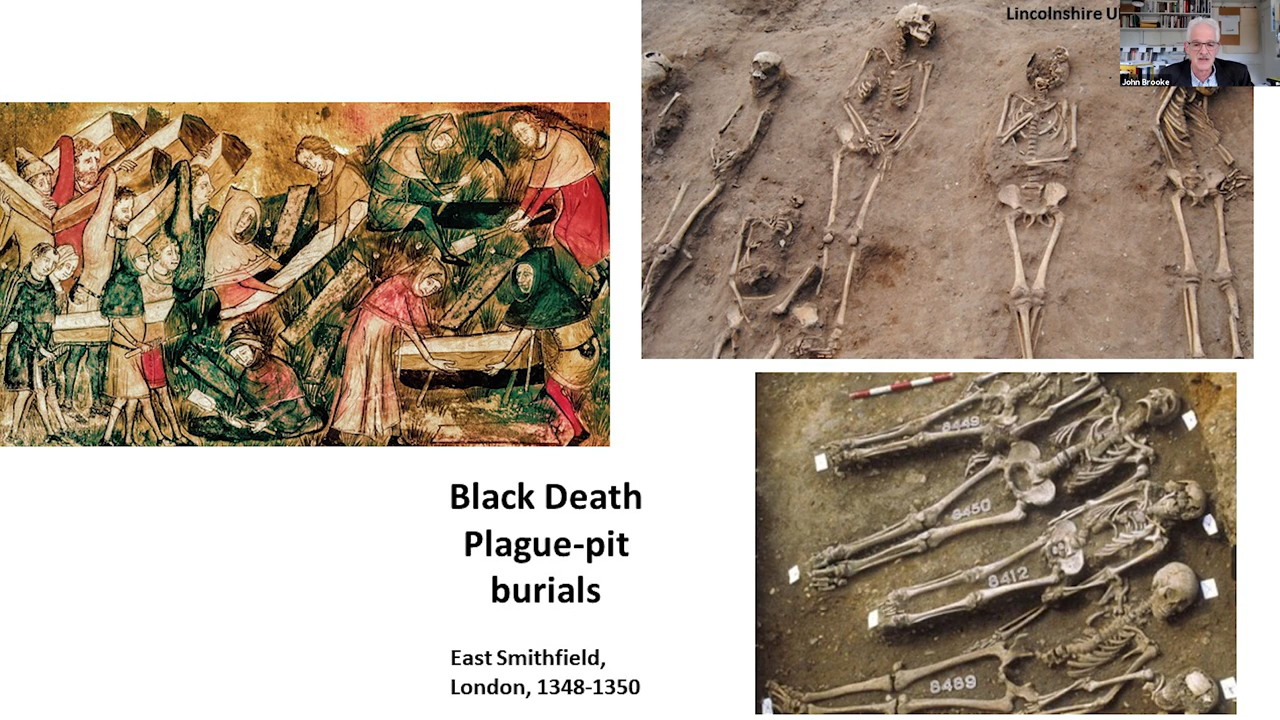 Lincolnshire U
John Brooke
Black Death
Plague-pit
burials
East Smithfield,
London, 1348-1350
8449
8450
8412
8489